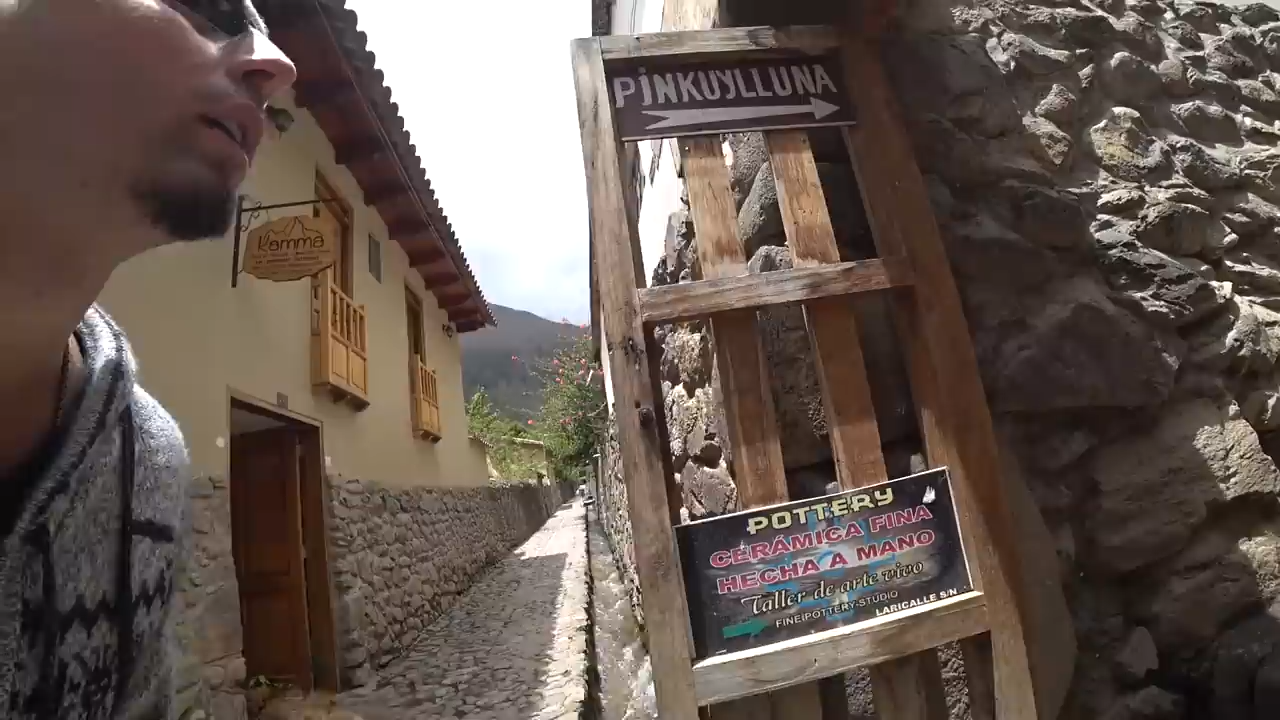 PINKUYLLUNA
Kamma
POTTERY
CERÁMICA FINA
HECHA A MANO
Taller de arte vivo
FINE POTTERY-STUDIO
LARICALLE S/N